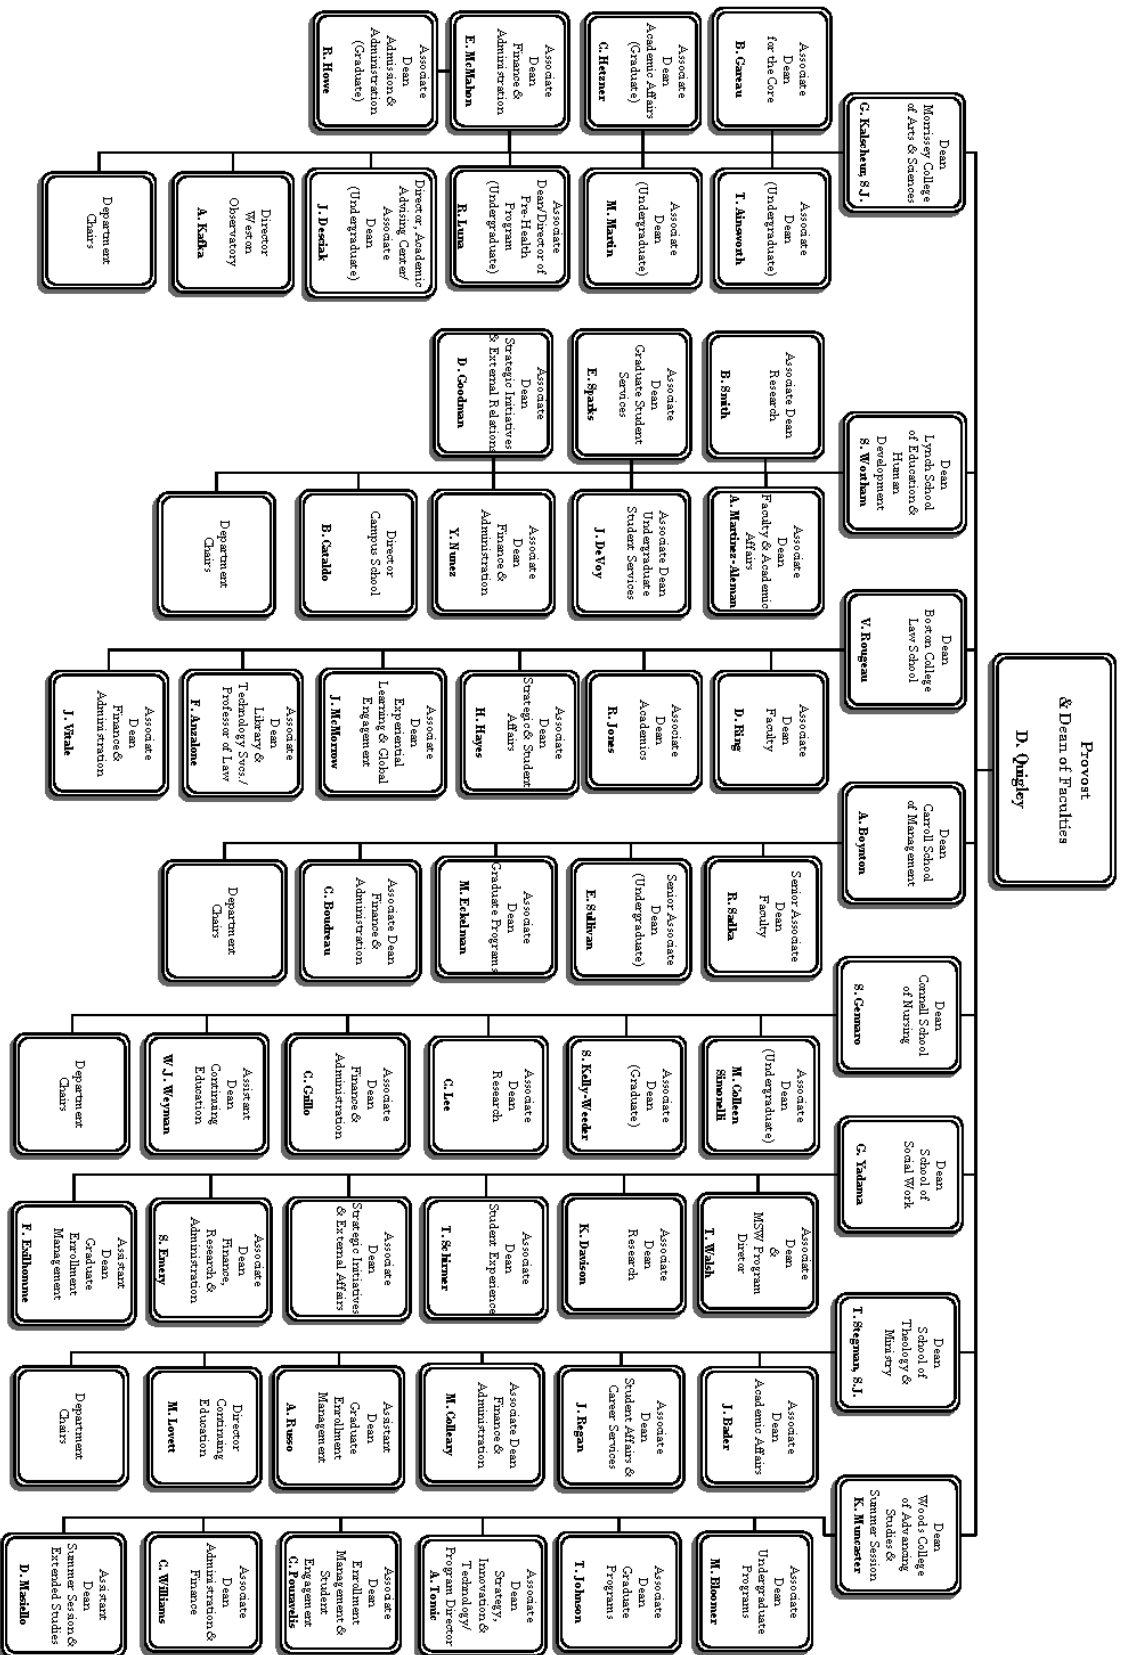 Provost
& Dean of Faculties
D. Quigley
Dean
Morrissey College
of Arts & Sciences
G. Kalscheur, S.J.
Associate
Dean
for the Core
B. Gareau
Associate
Dean
(Undergraduate)
T. Ainsworth
Associate
Dean
Academic Affairs
(Graduate)
C. Hetzner
Associate
Dean
(Undergraduate)
M. Martin
Associate
Dean
Finance &
Administration
E. McMahon
Associate
Dean/Director of
Pre-Health
Program
(Undergraduate)
R. Luna
Associate
Dean
Admission &
Administration
(Graduate)
R. Howe
Director, Academic
Advising Center/
Associate
Dean
(Undergraduate)
J. Desciak
Director
Weston
Observatory
A. Kafka
Department
Chairs
Dean
Lynch School
of Education &
Human
Development
S. Wortham
Associate Dean
Research
B. Smith
Associate
Dean
Faculty & Academic
Affairs
A. Martinez-Aleman
Associate
Dean
Graduate Student
Services
E. Sparks
Associate Dean
Undergraduate
Student Services
J. DeVoy
Associate
Dean
Strategic Initiatives
& External Relations
D. Goodman
Associate
Dean
Finance &
Administration
Y. Nunez
Director
Campus School
B. Cataldo
Department
Chairs
Dean
Boston College
Law School
V. Rougeau
Associate
Dean
Faculty
D. Ring
Associate
Dean
Academics
R. Jones
Associate
Dean
Strategic & Student
Affairs
H. Hayes
Associate
Dean
Experiential
Learning & Global
Engagement
J. McMorrow
Associate
Dean
Library &
Technology Svcs./
Professor of Law
F. Anzalone
Associate
Dean
Finance &
Administration
J. Vitale
Dean
Carroll School
of Management
A. Boynton
Senior Associate
Dean
Faculty
R. Sadka
Senior Associate
Dean
(Undergraduate)
E. Sullivan
Associate
Dean
Graduate Programs
M. Eckelman
Associate Dean
Finance &
Administration
C. Boudreau
Department
Chairs
Dean
Connell School
of Nursing
S. Gennaro
Associate
Dean
(Undergraduate)
M. Colleen
Simonelli
Associate
Dean
(Graduate)
S. Kelly-Weeder
Associate
Dean
Research
C. Lee
Associate
Dean
Finance &
Administration
C. Grillo
Assistant
Dean
Continuing
Education
W. J. Weyman
Department
Chairs
Dean
School of
Social Work
G. Yadama
Associate
Dean
&
MSW Program
Diretor
T. Walsh
Associate
Dean
Research
K. Davison
Associate
Dean
Student Experience
T. Schirmer
Associate
Dean
Strategic Initiatives
& External Affairs
Associate
Dean
Finance,
Research &
Administration
S. Emery
Assistant
Dean
Graduate
Enrollment
Management
F. Exilhomme
Dean
School of
Theology &
Ministry
T. Stegman, S.J.
Associate
Dean
Academic Affairs
J. Bader
Associate
Dean
Student Affairs &
Career Services
J. Regan
Associate Dean
Finance &
Administration
M. Colleary
Assistant
Dean
Graduate
Enrollment
Management
A. Russo
Director
Continuing
Education
M. Lovett
Department
Chairs
Dean
Woods College
of Advancing
Studies &
Summer Session
K. Muncaster
Associate
Dean
Undergraduate
Programs
M. Bloomer
Associate
Dean
Graduate
Programs
T. Johnson
Associate
Dean
Strategy,
Innovation &
Technology/
Program Director
A. Tomic
Associate
Dean
Enrollment
Management &
Student
Engagement
C. Pouravelis
Associate
Dean
Administration &
Finance
C. Williams
Assistant
Dean
Summer Session &
Extended Studies
D. Masiello